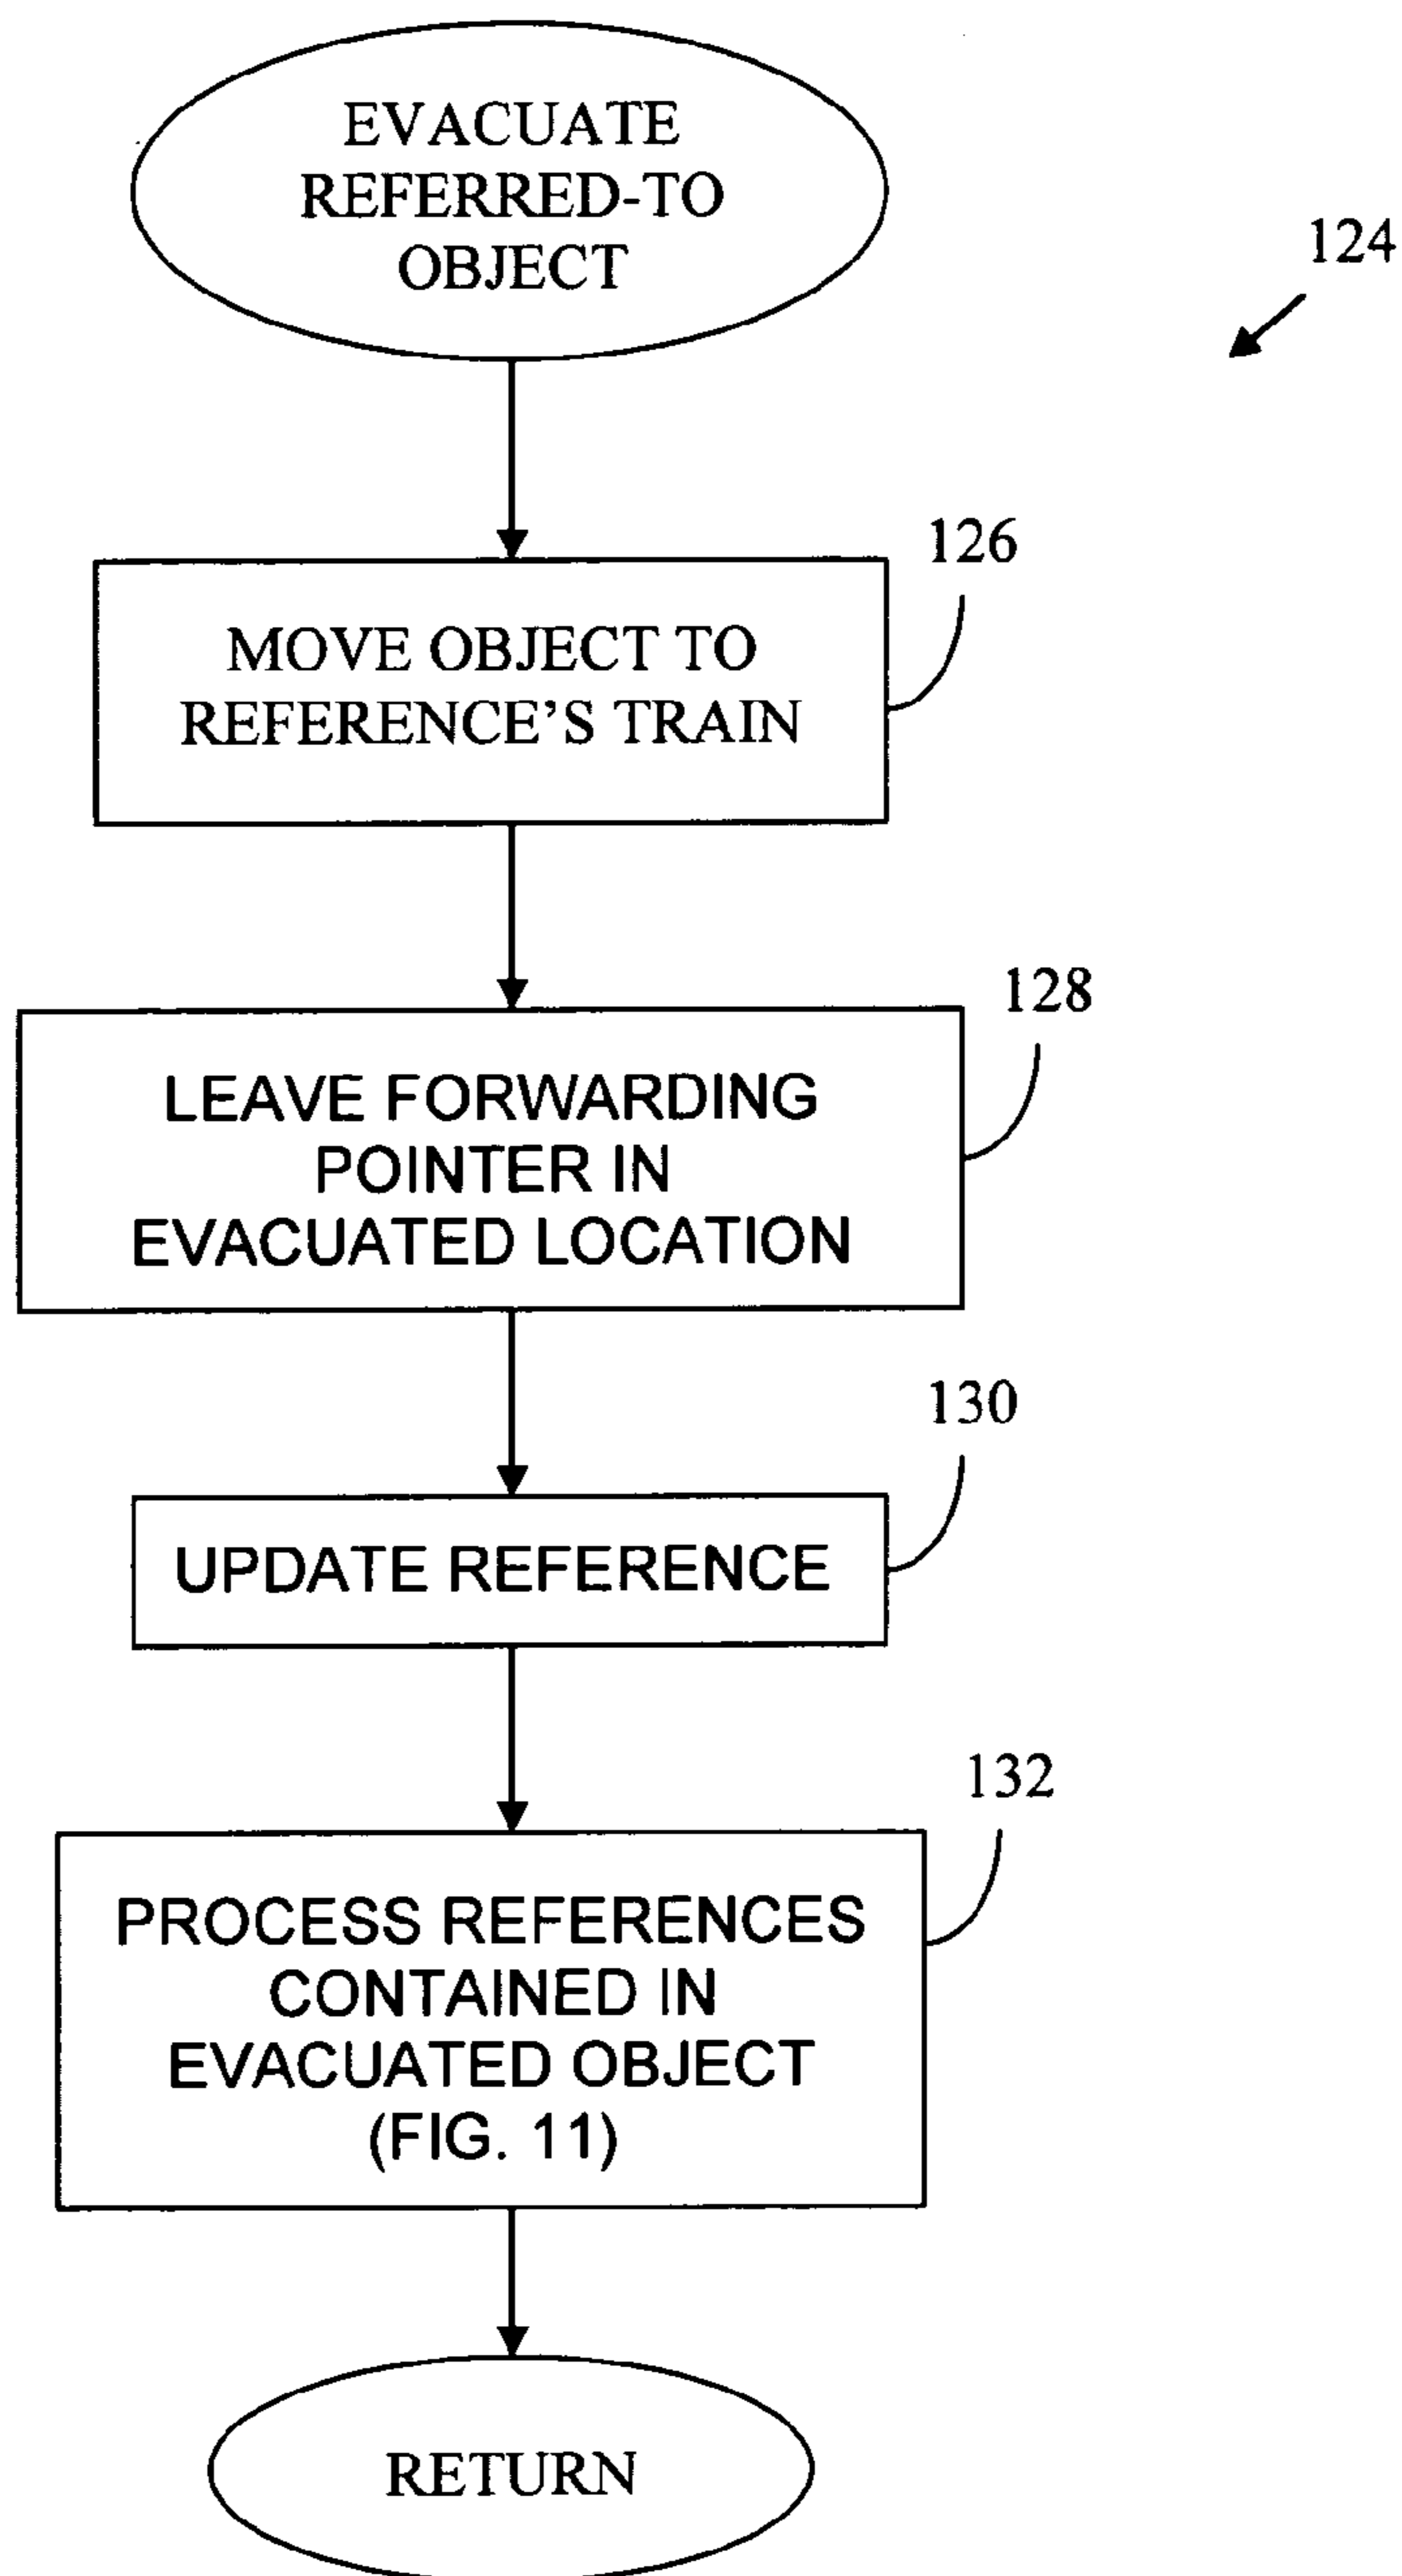 EVACUATE
REFERRED-TO
OBJECT
124
126
MOVE OBJECT TO
REFERENCE’S TRAIN
128
LEAVE FORWARDING
POINTER IN
EVACUATED LOCATION
130
UPDATE REFERENCE
132
PROCESS REFERENCES
CONTAINED IN
EVACUATED OBJECT
(FIG. 11)
RETURN